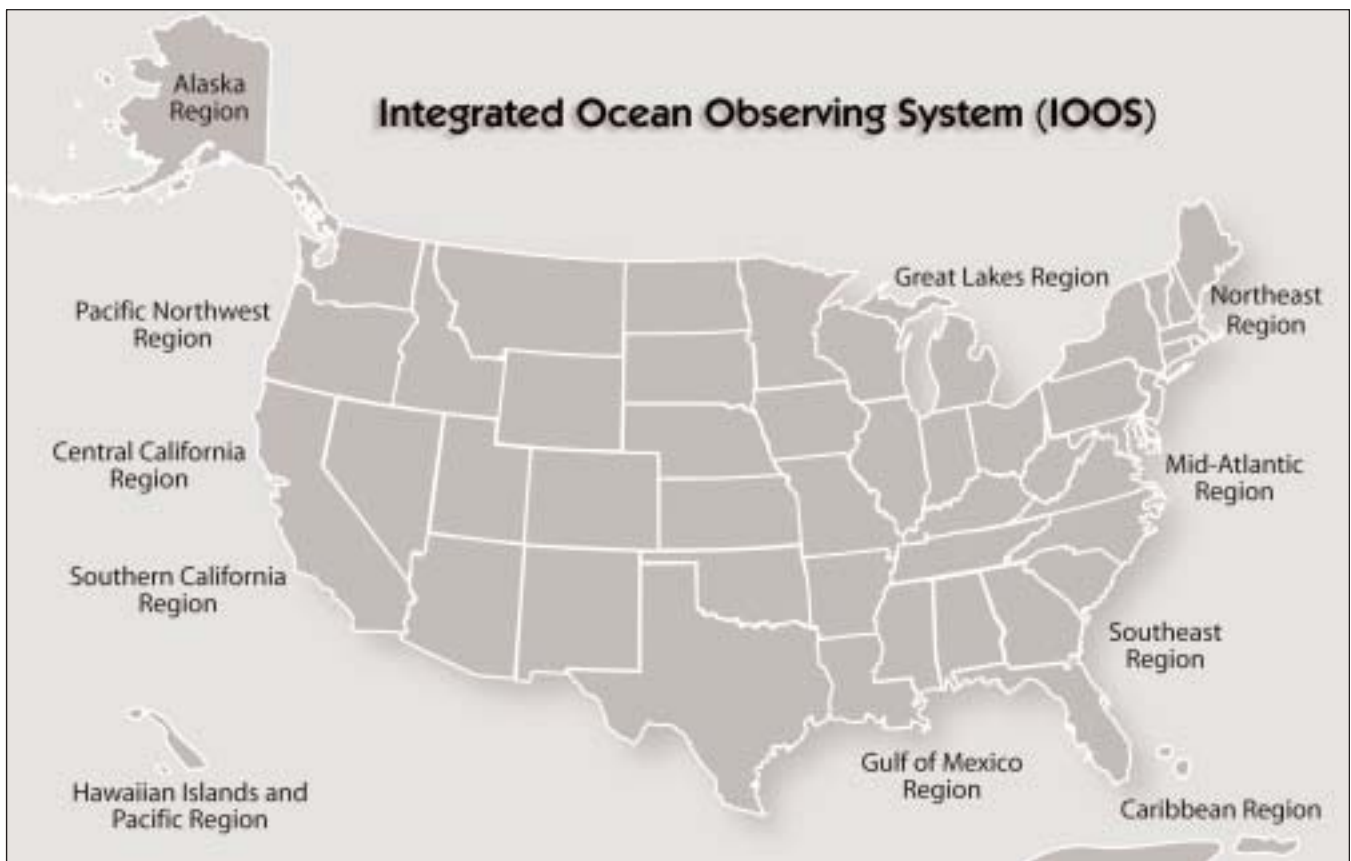 Alaska
Region
Integrated Ocean Observing System (IOOS)
Great Lakes Region
Northeast
Region
Pacific Northwest
Region
Central California
Region
Mid-Atlantic
Region
Southern California
Region
Southeast
Region
Gulf of Mexico
Region
Hawaiian Islands and
Pacific Region
Caribbean Region